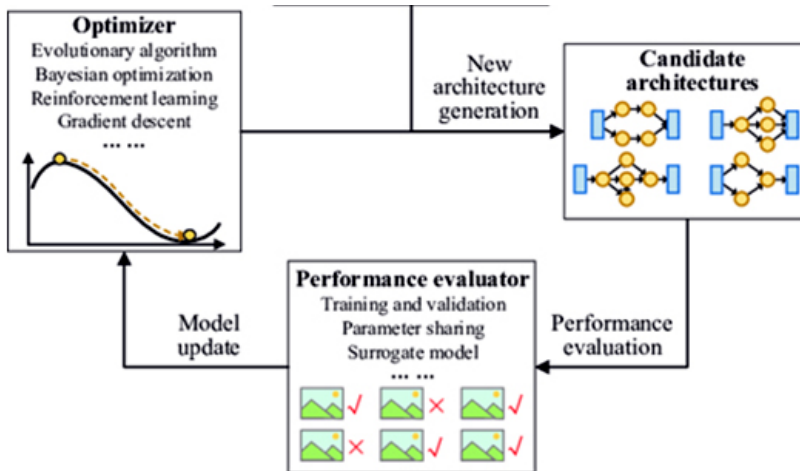 Optimizer
Evolutionary algorithm
Bayesian optimization
Reinforcement learning
Gradient descent
... ...
New
architecture
generation
Candidate
architectures
Performance evaluator
Training and validation
Parameter sharing
Surrogate model
... ...
Model
update
Performance
evaluation